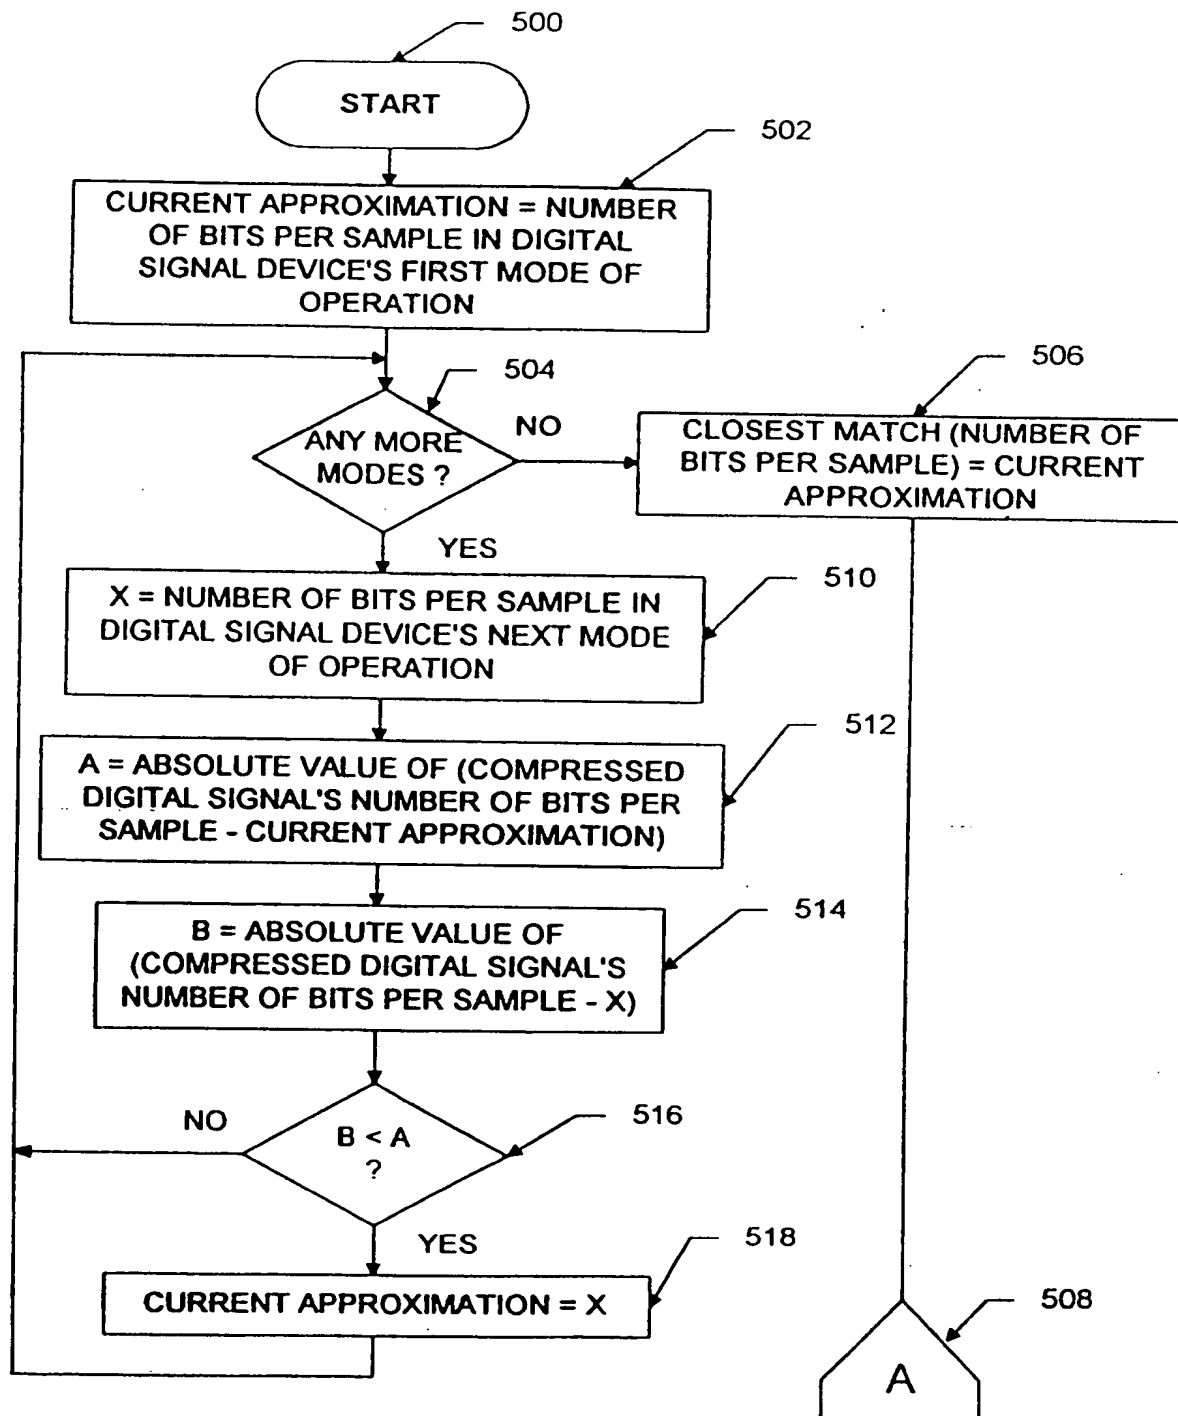 500
START
502
CURRENT APPROXIMATION = NUMBER
OF BITS PER SAMPLE IN DIGITAL
SIGNAL DEVICE'S FIRST MODE OF
OPERATION
504
506
ANY MORE
MODES ?
NO
CLOSEST MATCH (NUMBER OF
BITS PER SAMPLE) = CURRENT
APPROXIMATION
YES
510
X = NUMBER OF BITS PER SAMPLE IN
DIGITAL SIGNAL DEVICE'S NEXT MODE
OF OPERATION
512
A = ABSOLUTE VALUE OF (COMPRESSED
DIGITAL SIGNAL'S NUMBER OF BITS PER
SAMPLE - CURRENT APPROXIMATION)
514
B = ABSOLUTE VALUE OF
(COMPRESSED DIGITAL SIGNAL'S
NUMBER OF BITS PER SAMPLE - X)
NO
516
B < A
?
YES
518
CURRENT APPROXIMATION = X
508
A